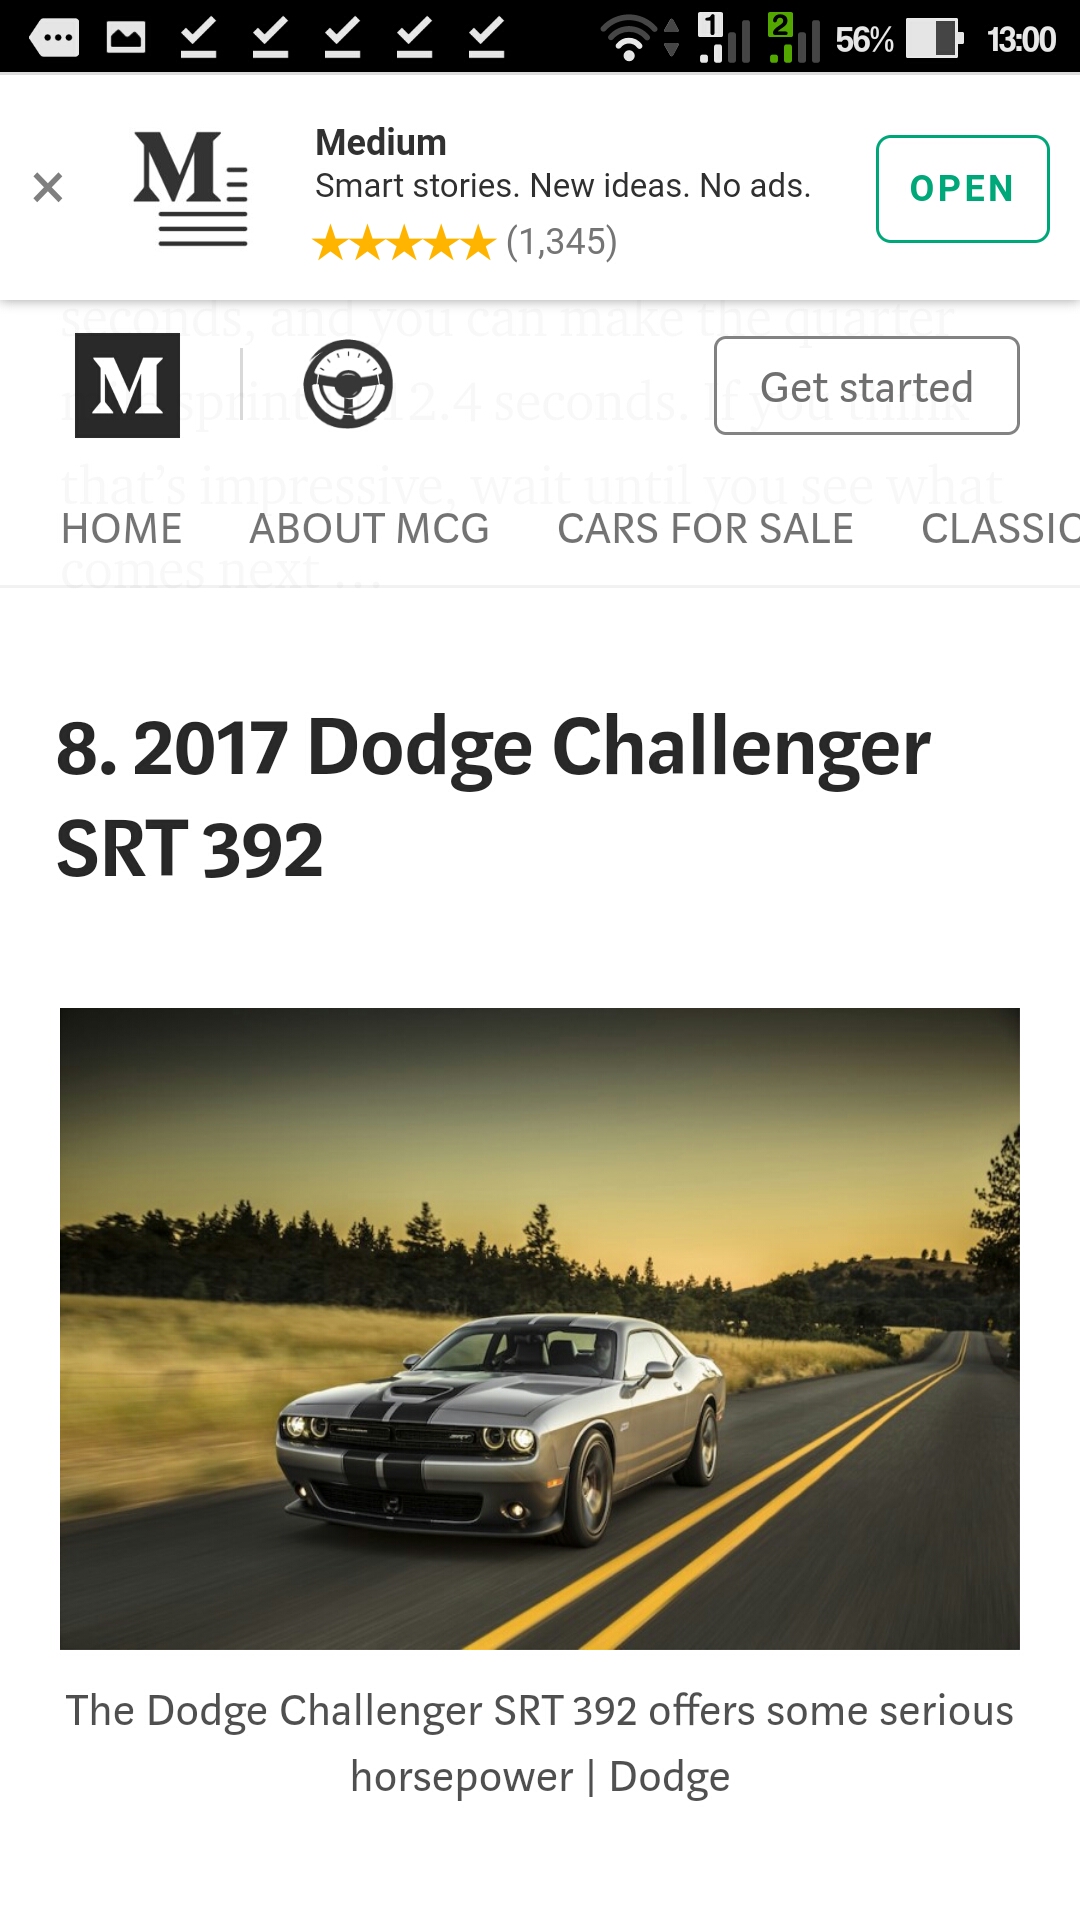 1 2 56% 13:00
M
Medium
Smart stories. New ideas. No ads.
(1,345)
OPEN
seconds, and you can make the quarter
M
sprint 12.4 seconds. If you think
Get started
that's impressive, wait until you see what
HOME ABOUT MCG CARS FOR SALE CLASSIC
comes next …
8. 2017 Dodge Challenger
SRT 392
The Dodge Challenger SRT 392 offers some serious
horsepower | Dodge